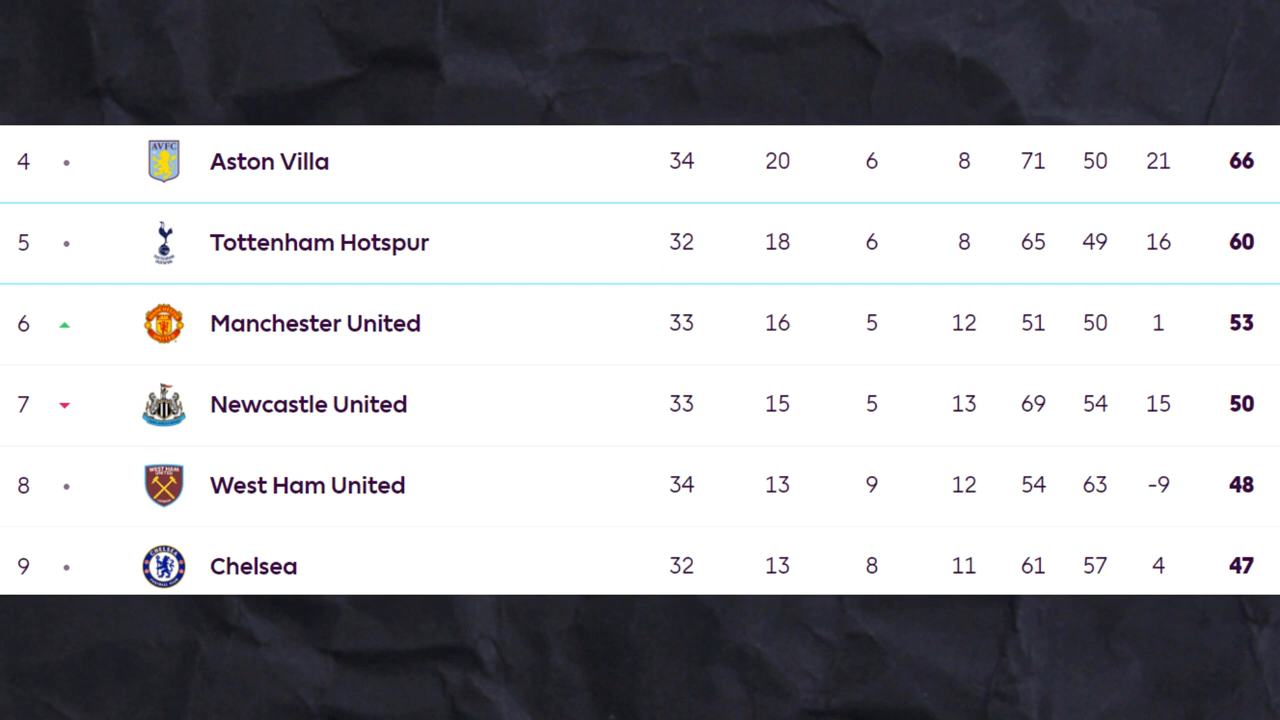 4 Aston Villa 34 20 6 8 71 50 21 66
5 Tottenham Hotspur 32 18 6 8 65 49 16 60
6 Manchester United 33 16 5 12 51 50 1 53
7 Newcastle United 33 15 5 13 69 54 15 50
8 West Ham United 34 13 9 12 54 63 -9 48
9 Chelsea 32 13 8 11 61 57 4 47